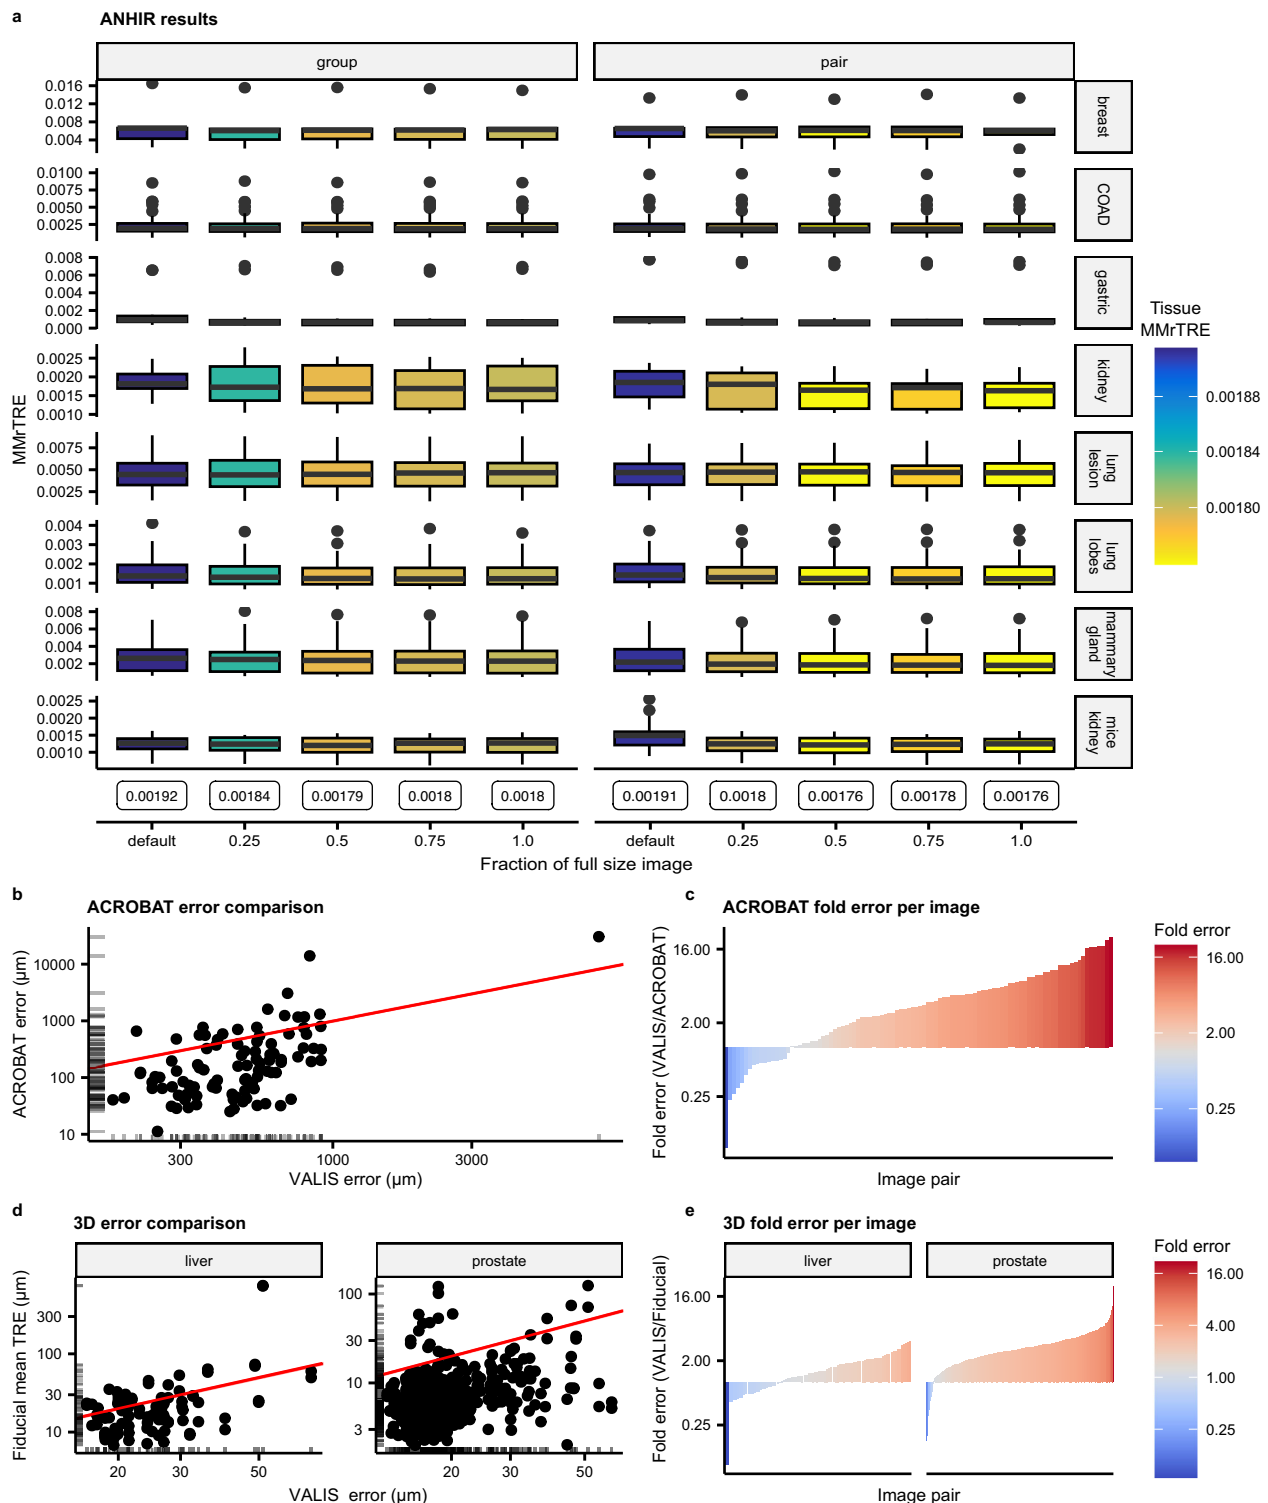 a
ANHIR results
group
pair
MMrTRE
0.016
0.012
0.008
0.004
breast
0.0100
0.0075
0.0050
0.0025
COAD
0.008
0.006
0.004
0.002
0.000
gastric
0.0025
0.0020
0.0015
0.0010
kidney
0.0075
0.0050
0.0025
lung
lesion
0.004
0.003
0.002
0.001
lung
lobes
0.008
0.006
0.004
0.002
mammary
gland
0.0025
0.0020
0.0015
0.0010
mice
kidney
Tissue
MMrTRE
0.00188
0.00184
0.00180
0.00192 0.00184 0.00179 0.0018 0.0018 0.00191 0.0018 0.00176 0.00178 0.00176
default 0.25 0.5 0.75 1.0 default 0.25 0.5 0.75 1.0
Fraction of full size image
b
ACROBAT error comparison
ACROBAT error (μm)
10000
1000
100
10
300 1000 3000
VALIS error (μm)
c
ACROBAT fold error per image
Fold error (VALIS/ACROBAT)
16.00
2.00
0.25
Image pair
Fold error
16.00
2.00
0.25
d
3D error comparison
liver
prostate
Fiducial mean TRE (μm)
300
100
30
10
20 30 50
100
30
10
3
20 30 50
VALIS error (μm)
e
3D fold error per image
liver
prostate
Fold error (VALIS/Fiducial)
16.00
2.00
0.25
Image pair
Fold error
16.00
4.00
1.00
0.25